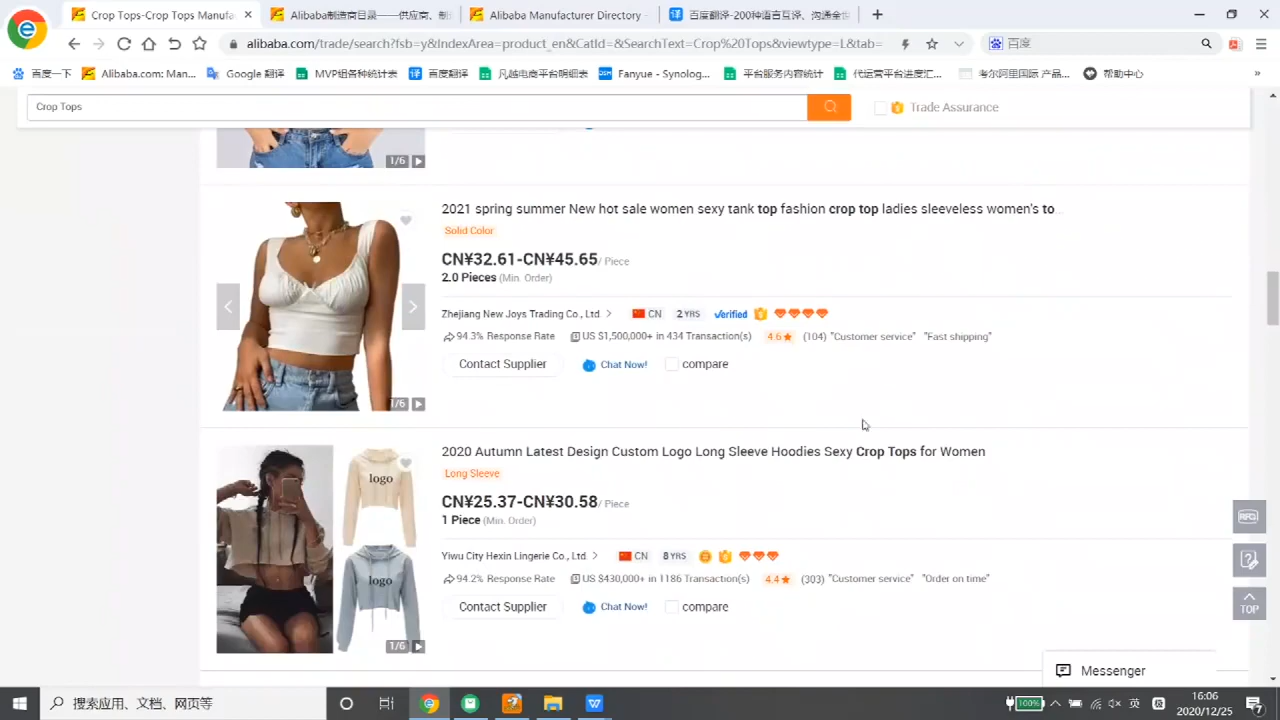 Crop Tops-Crop Tops Manufa
Alibaba制造商目录——供应商、制
Alibaba Manufacturer Directory -
百度翻译-200种语言互译、沟通全世
alibaba.com/trade/search?fsb=y&IndexArea=product_en&CatId=&SearchText=Crop%20Tops&viewtype=L&tab=
百度
百度一下
Alibaba.com: Man...
Google 翻译
MVP组各种统计表
百度翻译
凡越电商平台明细表
Fanyue - Synolog...
平台服务内容统计
代运营平台进度汇...
考尔阿里国际 产品...
帮助中心
»
Crop Tops
Trade Assurance
1/6
2021 spring summer New hot sale women sexy tank top fashion crop top ladies sleeveless women's to
Solid Color
CN¥32.61-CN¥45.65/ Piece
2.0 Pieces (Min. Order)
Zhejiang New Joys Trading Co., Ltd. > CN 2 YRS Verified
94.3% Response Rate US $1,500,000+ in 434 Transaction(s) 4.6★ (104) "Customer service" "Fast shipping"
Contact Supplier Chat Now! compare
1/6
2020 Autumn Latest Design Custom Logo Long Sleeve Hoodies Sexy Crop Tops for Women
logo
Long Sleeve
CN¥25.37-CN¥30.58/ Piece
1 Piece (Min. Order)
Yiwu City Hexin Lingerie Co., Ltd. > CN 8 YRS
logo
94.2% Response Rate US $430,000+ in 1186 Transaction(s) 4.4★ (303) "Customer service" "Order on time"
Contact Supplier Chat Now! compare
1/6
RFQ
TOP
Messenger
搜索应用、文档、网页等
100%
英
16:06
2020/12/25
7